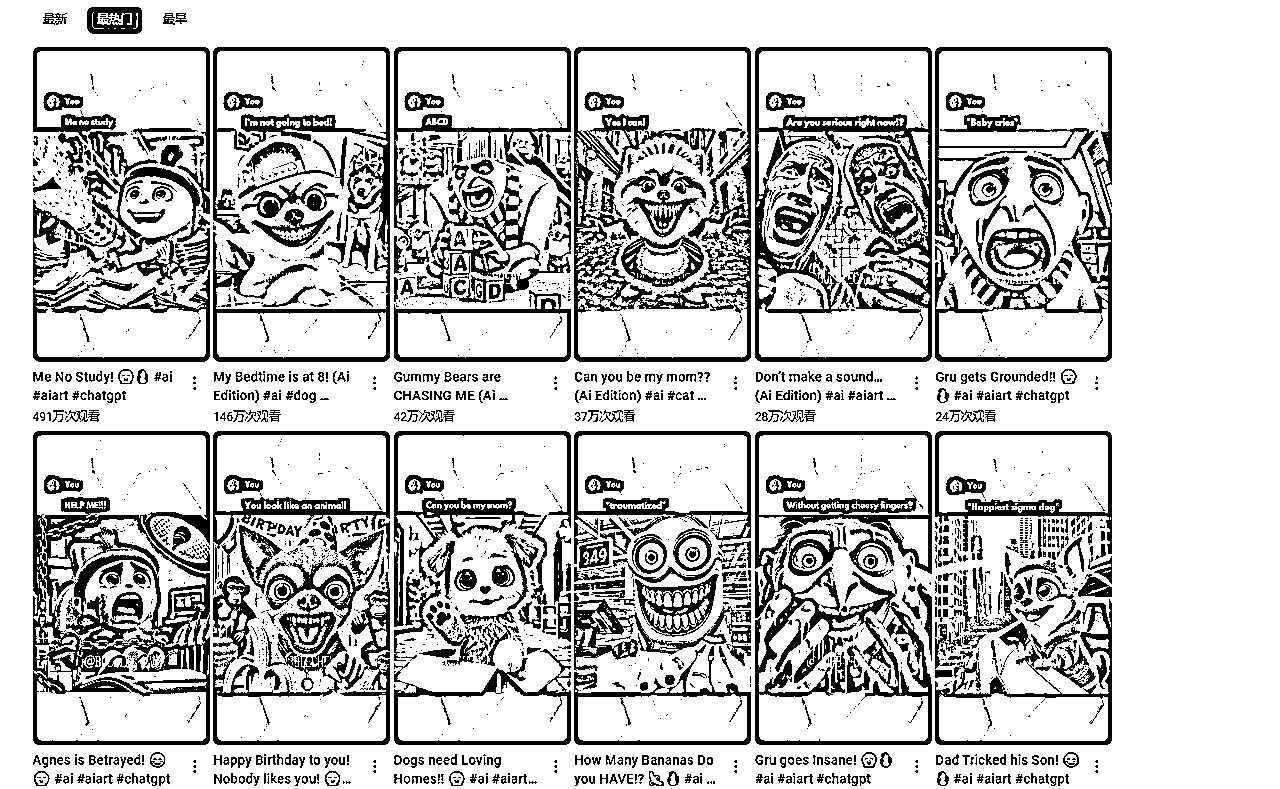 最新 最热门 最早
You
Me no study
You
I'm not going to bed!
You
ABCD
You
Yes I can!
You
Are you serious right now!?
You
*Baby cries*
A
A
A C D
D
Me No Study! #ai
#aiart #chatgpt
491万次观看
My Bedtime is at 8! (Ai
Edition) #ai #dog ...
146万次观看
Gummy Bears are
CHASING ME (Ai ...
42万次观看
Can you be my mom??
(Ai Edition) #ai #cat ...
37万次观看
Don't make a sound...
(Ai Edition) #ai #aiart ...
28万次观看
Gru gets Grounded!!
#ai #aiart #chatgpt
24万次观看
You
HELP ME!!!
You
You look like an animal!
You
Can you be my mom?
You
*traumatized*
You
Without getting cheesy fingers?
You
*Happiest sigma dog*
BIRTHDAY PARTY
Agnes is Betrayed!
#ai #aiart #chatgpt
Happy Birthday to you!
Nobody likes you! ...
Dogs need Loving
Homes!! #ai #aiart...
How Many Bananas Do
you HAVE!? #ai ...
Gru goes Insane!
#ai #aiart #chatgpt
Dad Tricked his Son!
#ai #aiart #chatgpt